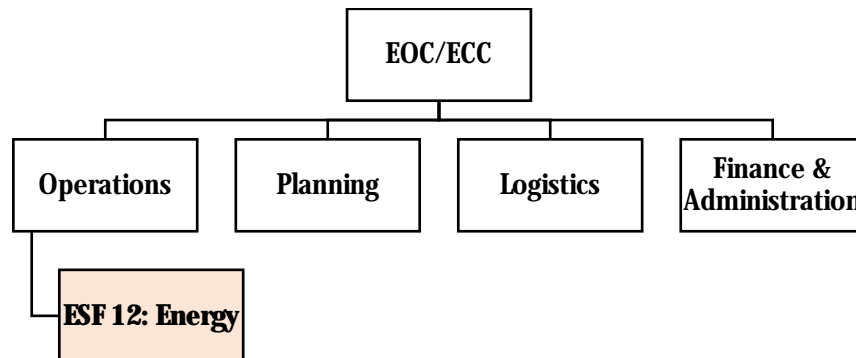 EOC/ECC
Operations
Planning
Logistics
Finance &
Administration
ESF 12: Energy